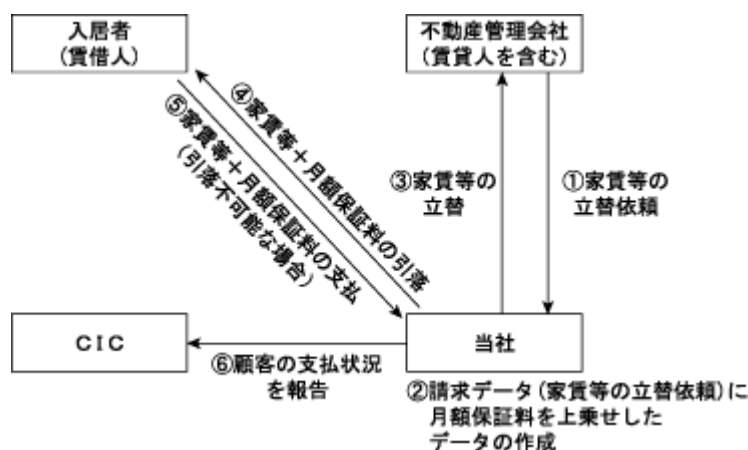 入居者
(賃借人)
不動産管理会社
(賃貸人を含む)
④家賃等＋月額保証料の引落
⑤家賃等＋月額保証料の支払
(引落不可能な場合)
③家賃等の
立替
①家賃等の
立替依頼
CIC
当社
⑥顧客の支払状況
を報告
②請求データ(家賃等の立替依頼)に
月額保証料を上乗せした
データの作成